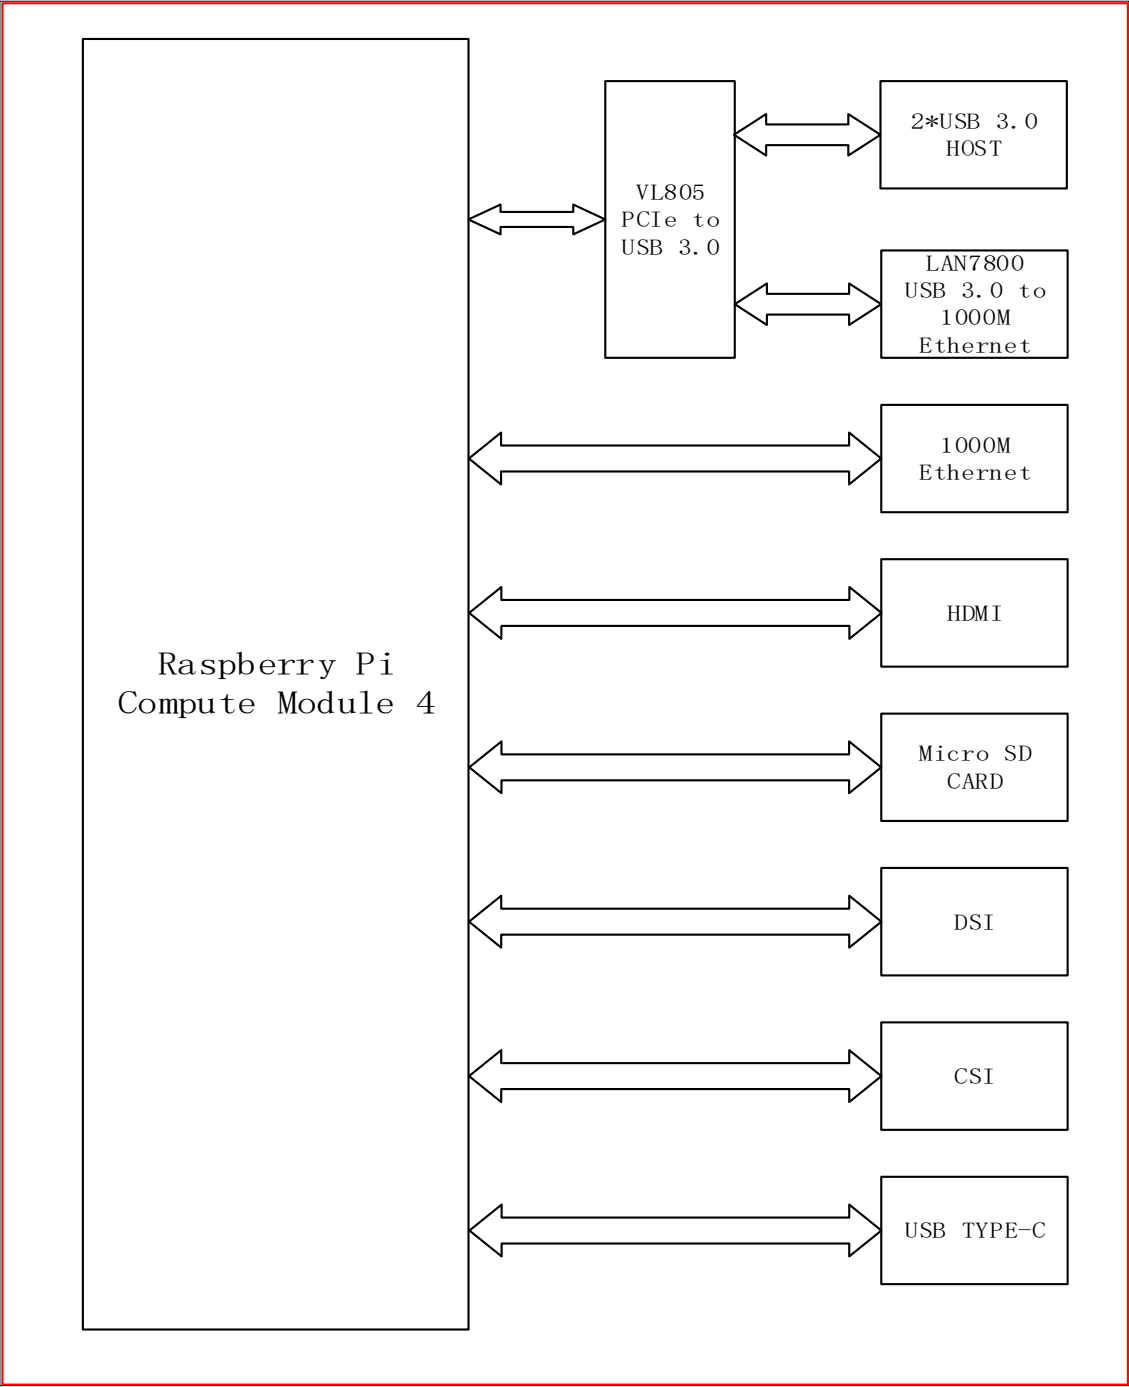 Raspberry Pi
Compute Module 4
VL805
PCIe to
USB 3.0
2*USB 3.0
HOST
LAN7800
USB 3.0 to
1000M
Ethernet
1000M
Ethernet
HDMI
Micro SD
CARD
DSI
CSI
USB TYPE-C